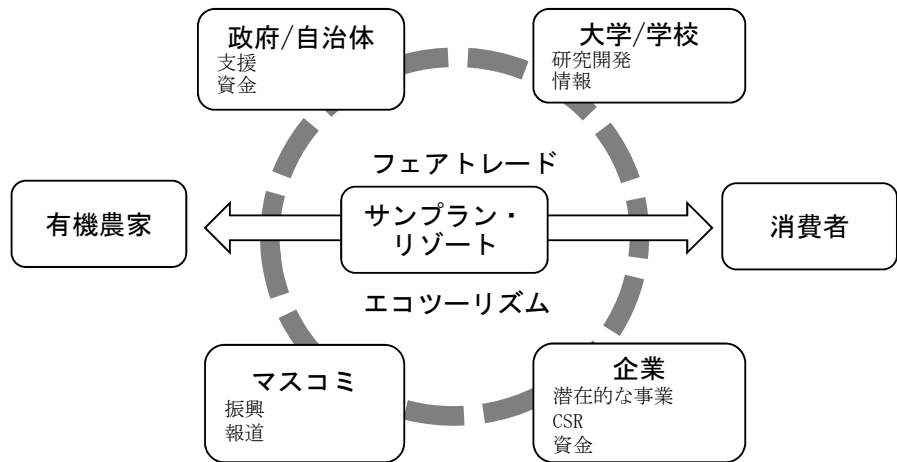 政府/自治体
支援
資金
大学/学校
研究開発
情報
フェアトレード
有機農家
サンプラン・
リゾート
消費者
エコツーリズム
マスコミ
振興
報道
企業
潜在的な事業
CSR
資金